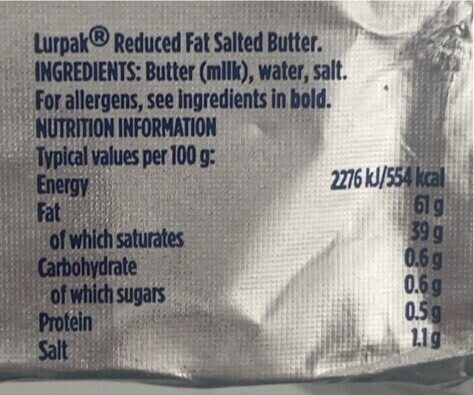 Lurpak® Reduced Fat Salted Butter.
INGREDIENTS: Butter (milk), water, salt.
For allergens, see ingredients in bold.
NUTRITION INFORMATION
Typical values per 100 g:
Energy 2276 kJ/554 kcal
Fat 61 g
of which saturates 39 g
Carbohydrate 0.6 g
of which sugars 0.6 g
Protein 0.5 g
Salt 1.1 g